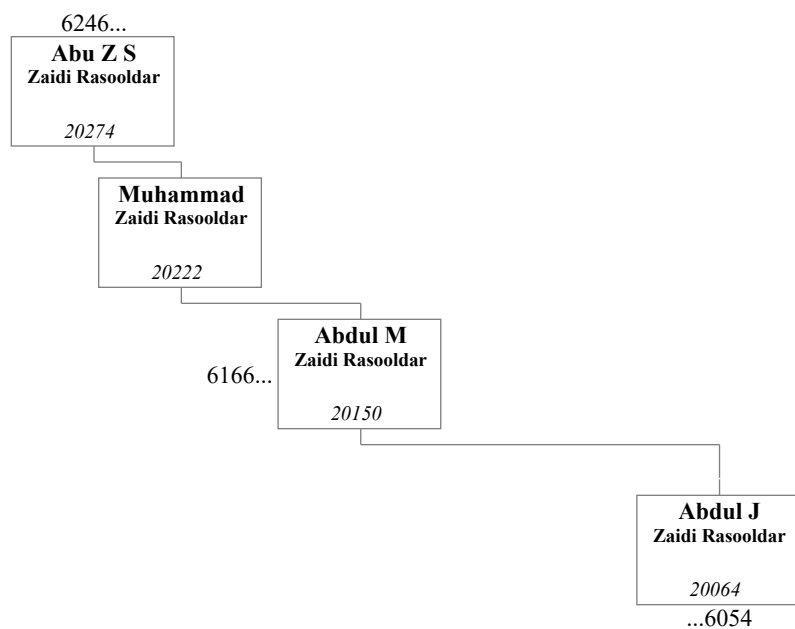 6246...
Abu Z S
Zaidi Rasooldar
20274
Muhammad
Zaidi Rasooldar
20222
Abdul M
Zaidi Rasooldar
6166...
20150
Abdul J
Zaidi Rasooldar
20064
...6054